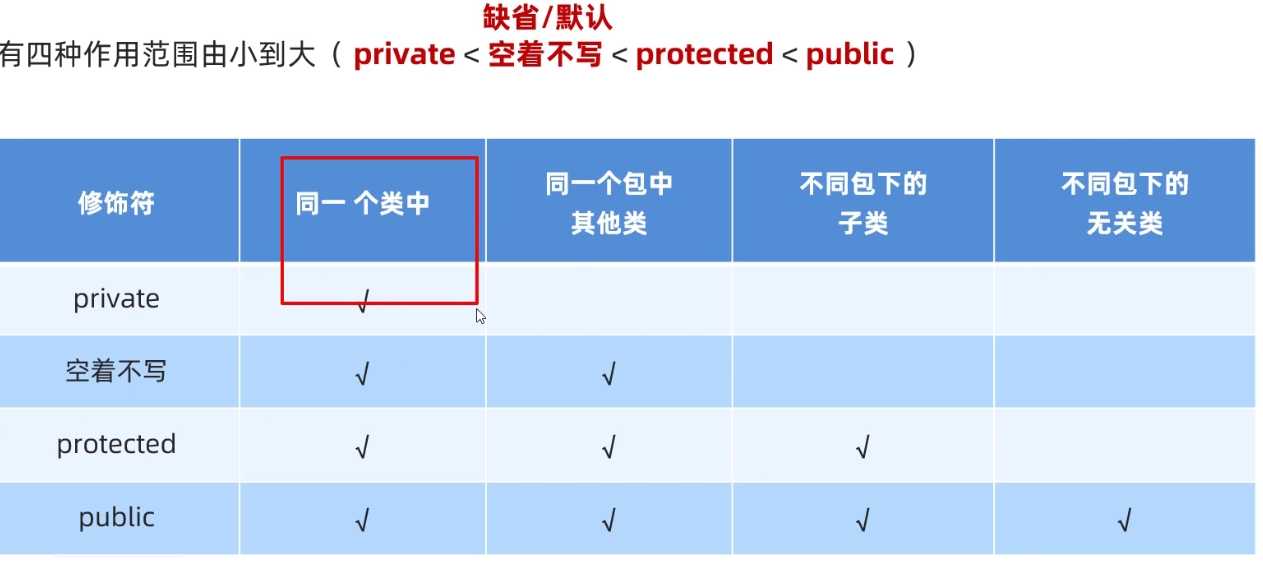 缺省/默认
有四种作用范围由小到大（ private < 空着不写 < protected < public ）
修饰符 同一 个类中 同一个包中 其他类 不同包下的 子类 不同包下的 无关类
private √
空着不写 √ √
protected √ √ √
public √ √ √ √